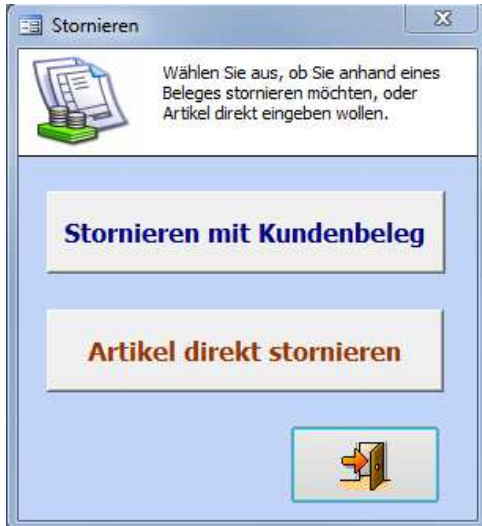 Stornieren
Wählen Sie aus, ob Sie anhand eines
Beleges stornieren möchten, oder
Artikel direkt eingeben wollen.
Stornieren mit Kundenbeleg
Artikel direkt stornieren